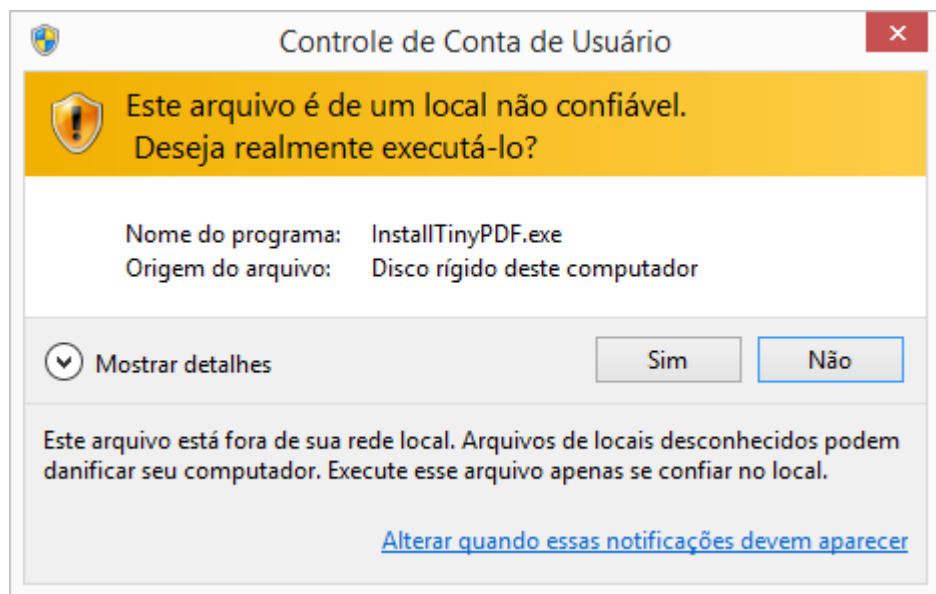 Controle de Conta de Usuário
Este arquivo é de um local não confiável.
Deseja realmente executá-lo?
Nome do programa: InstallTinyPDF.exe
Origem do arquivo: Disco rígido deste computador
Mostrar detalhes
Sim
Não
Este arquivo está fora de sua rede local. Arquivos de locais desconhecidos podem
danificar seu computador. Execute esse arquivo apenas se confiar no local.
Alterar quando essas notificações devem aparecer